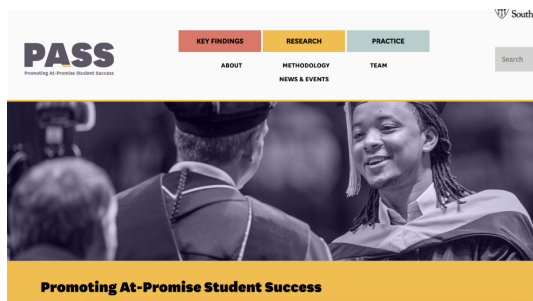 South
KEY FINDINGS
RESEARCH
PRACTICE
PASS
Promoting At-Promise Student Success
ABOUT
METHODOLOGY
TEAM
NEWS & EVENTS
Search
Promoting At-Promise Student Success